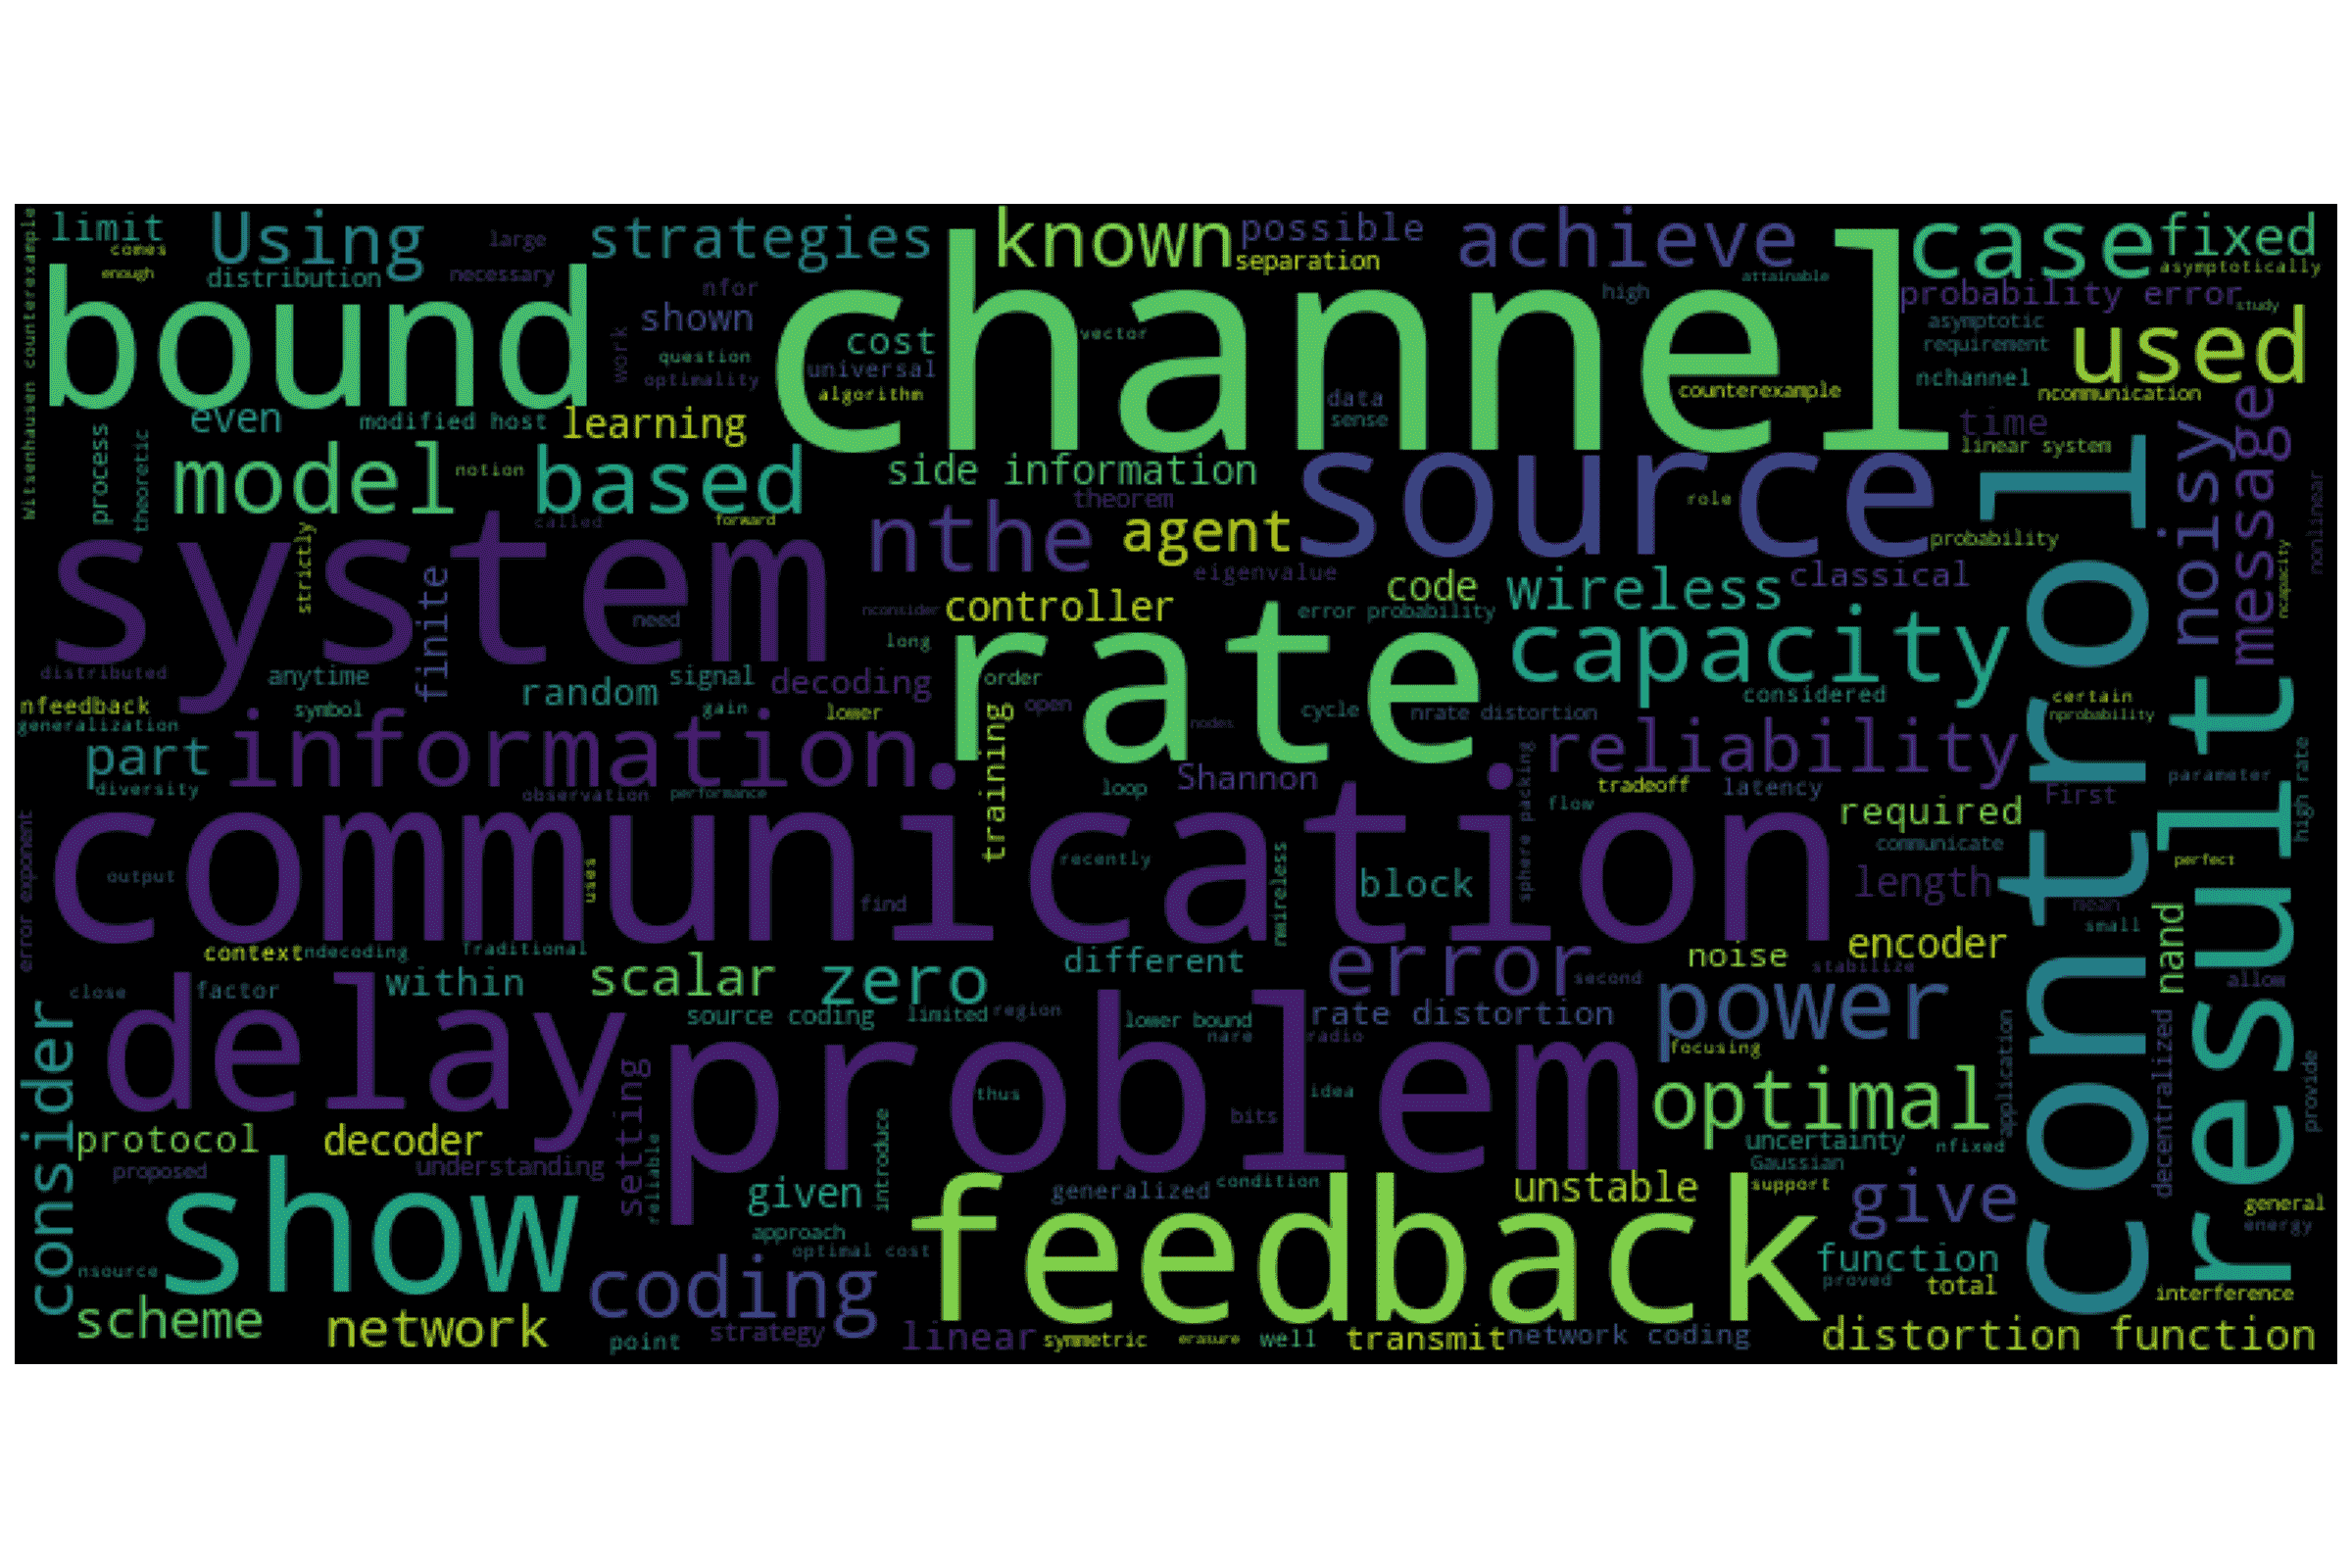 Witsenhausen counterexample
limit
comes
enough
Using
distribution
large
necessary
strategies
known
possible
separation
achieve
attainable
high
case
fixed
asymptotically
probability error
study
bound
channel
nfor
shown
work
question
optimality
cost
universal
algorithm
vector
data
sense
counterexample
asymptotic
requirement
nchannel
ncommunication
used
even
modified host
learning
time
linear system
message
noisy
process
theoretic
model
notion
based
side information
theorem
source
role
probability
nonlinear
ncapacity
control
system
strictly
called
forward
nthe
agent
eigenvalue
code
wireless
classical
finite
need
nconsider
controller
long
error probability
rate
capacity
distributed
anytime
random
signal
decoding
order
considered
certain
nprobability
result
nfeedback
generalization
symbol
gain
lower
nodes
training
open
cycle
nrate distortion
part
information
diversity
observation
performance
Shannon
loop
reliability
tradeoff
latency
flow
sphere packing
First
parameter
high rate
error exponent
communication
output
uses
find
recently
nwireless
block
required
communicate
length
perfect
mean
small
context
ndecoding
Traditional
within
scalar
zero
different
error
second
noise
stabilize
encoder
nand
allow
close
factor
delay
source coding
limited
region
lower bound
nare
radio
rate distortion
power
focusing
application
decentralized
provide
consider
problem
thus
idea
bits
optimal
uncertainty
Gaussian
nfixed
protocol
proposed
decoder
understanding
setting
reliable
given
introduce
approach
optimal cost
generalized
condition
unstable
support
give
general
energy
nsource
show
coding
feedback
function
proved
total
interference
scheme
network
point
strategy
linear
symmetric
erasure
well
transmit
network coding
distortion function